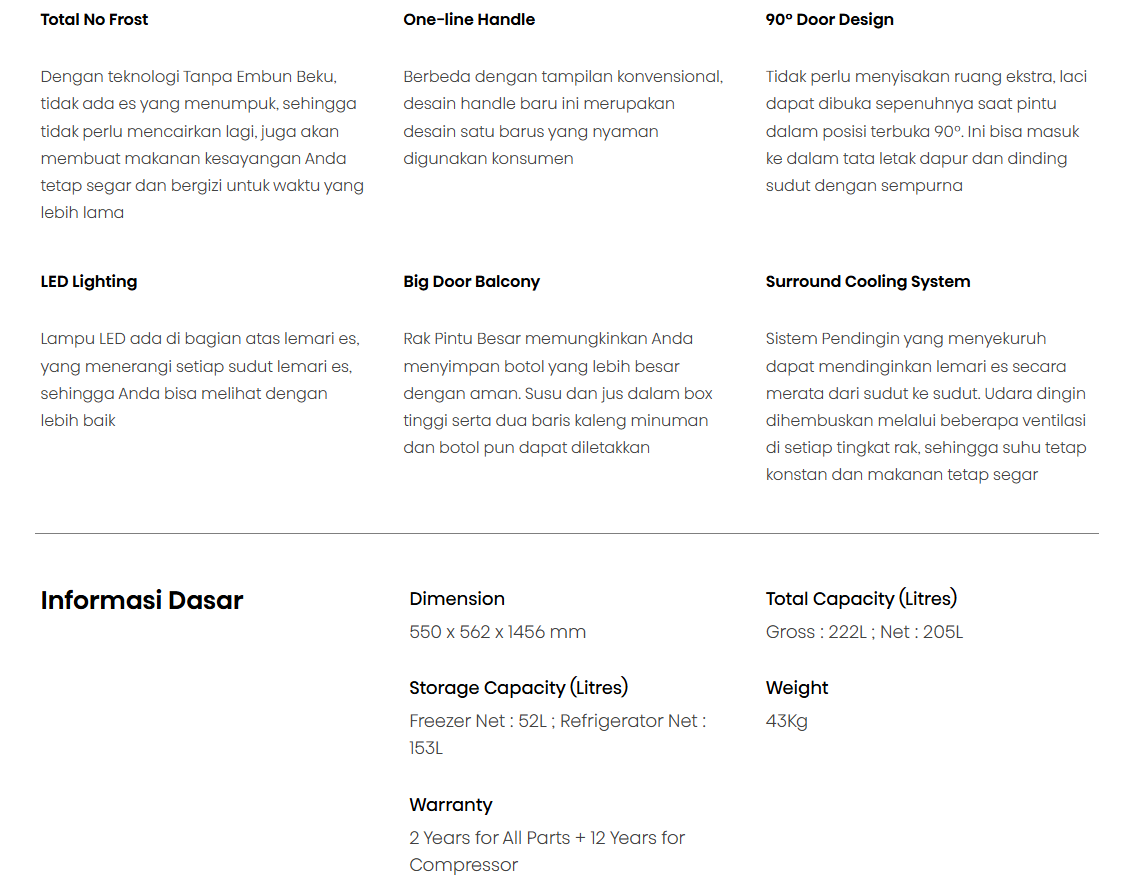 Total No Frost
Dengan teknologi Tanpa Embun Beku,
tidak ada es yang menumpuk, sehingga
tidak perlu mencairkan lagi, juga akan
membuat makanan kesayangan Anda
tetap segar dan bergizi untuk waktu yang
lebih lama
One-line Handle
Berbeda dengan tampilan konvensional,
desain handle baru ini merupakan
desain satu barus yang nyaman
digunakan konsumen
90° Door Design
Tidak perlu menyisakan ruang ekstra, laci
dapat dibuka sepenuhnya saat pintu
dalam posisi terbuka 90°. Ini bisa masuk
ke dalam tata letak dapur dan dinding
sudut dengan sempurna
LED Lighting
Lampu LED ada di bagian atas lemari es,
yang menerangi setiap sudut lemari es,
sehingga Anda bisa melihat dengan
lebih baik
Big Door Balcony
Rak Pintu Besar memungkinkan Anda
menyimpan botol yang lebih besar
dengan aman. Susu dan jus dalam box
tinggi serta dua baris kaleng minuman
dan botol pun dapat diletakkan
Surround Cooling System
Sistem Pendingin yang menyekuruh
dapat mendinginkan lemari es secara
merata dari sudut ke sudut. Udara dingin
dihembuskan melalui beberapa ventilasi
di setiap tingkat rak, sehingga suhu tetap
konstan dan makanan tetap segar
Informasi Dasar
Dimension
550 x 562 x 1456 mm
Total Capacity (Litres)
Gross : 222L ; Net : 205L
Storage Capacity (Litres)
Freezer Net : 52L ; Refrigerator Net :
153L
Weight
43Kg
Warranty
2 Years for All Parts + 12 Years for
Compressor